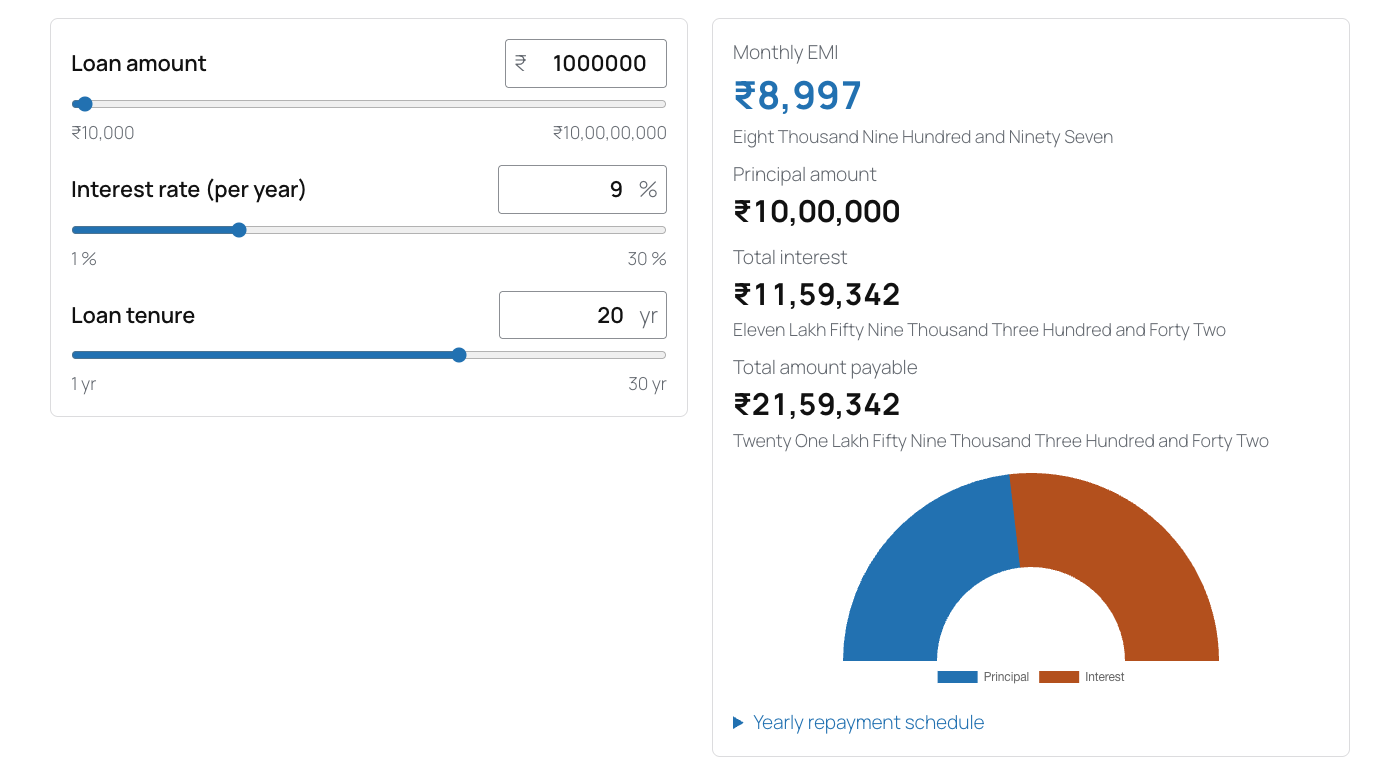 Loan amount
₹ 1000000
₹10,000
₹10,00,00,000
Interest rate (per year)
9 %
1 %
30 %
Loan tenure
20 yr
1 yr
30 yr
Monthly EMI
₹8,997
Eight Thousand Nine Hundred and Ninety Seven
Principal amount
₹10,00,000
Total interest
₹11,59,342
Eleven Lakh Fifty Nine Thousand Three Hundred and Forty Two
Total amount payable
₹21,59,342
Twenty One Lakh Fifty Nine Thousand Three Hundred and Forty Two
Principal
Interest
Yearly repayment schedule